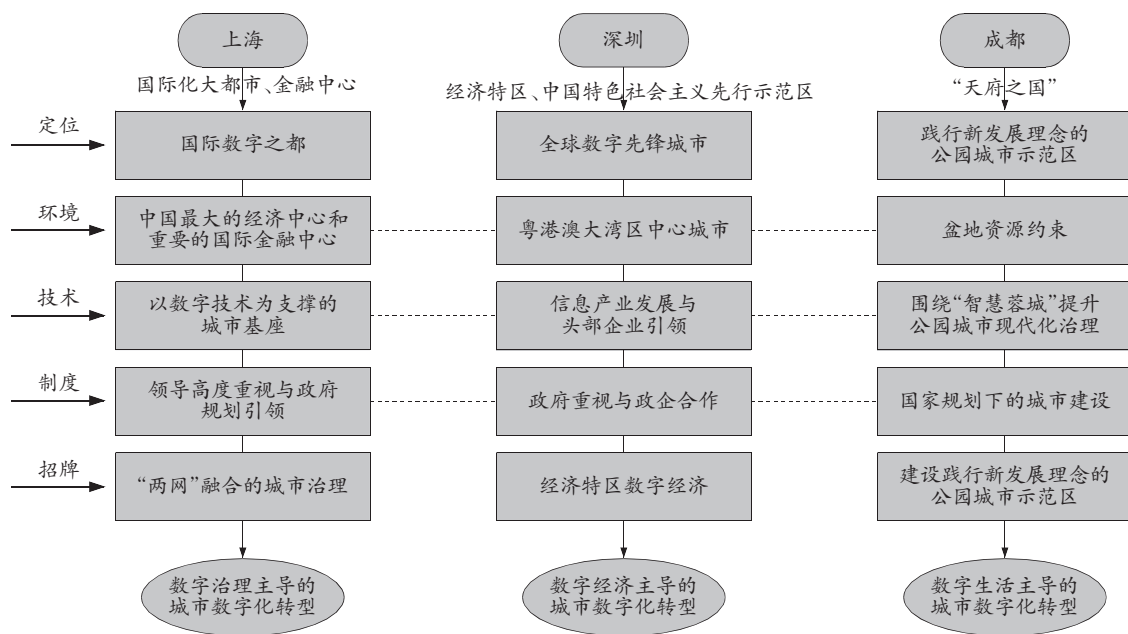 上海
深圳
成都
国际化大都市、金融中心
经济特区、中国特色社会主义先行示范区
“天府之国”
定位
国际数字之都
全球数字先锋城市
践行新发展理念的
公园城市示范区
环境
中国最大的经济中心和
重要的国际金融中心
粤港澳大湾区中心城市
盆地资源约束
技术
以数字技术为支撑的
城市基座
信息产业发展与
头部企业引领
围绕“智慧蓉城”提升
公园城市现代化治理
制度
领导高度重视与政府
规划引领
政府重视与政企合作
国家规划下的城市建设
招牌
“两网”融合的城市治理
经济特区数字经济
建设践行新发展理念的
公园城市示范区
数字治理主导的
城市数字化转型
数字经济主导的
城市数字化转型
数字生活主导的
城市数字化转型